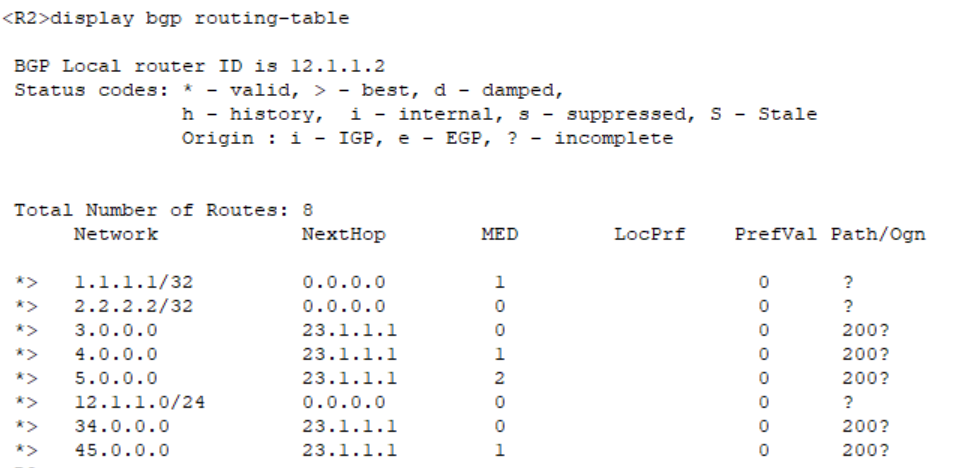 <R2>display bgp routing-table
BGP Local router ID is 12.1.1.2
Status codes: * - valid, > - best, d - damped,
h - history,  i - internal, s - suppressed, S - Stale
Origin : i - IGP, e - EGP, ? - incomplete
Total Number of Routes: 8
Network NextHop MED LocPrf PrefVal Path/Ogn
*> 1.1.1.1/32 0.0.0.0 1 0 ?
*> 2.2.2.2/32 0.0.0.0 0 0 ?
*> 3.0.0.0 23.1.1.1 0 0 200?
*> 4.0.0.0 23.1.1.1 1 0 200?
*> 5.0.0.0 23.1.1.1 2 0 200?
*> 12.1.1.0/24 0.0.0.0 0 0 ?
*> 34.0.0.0 23.1.1.1 0 0 200?
*> 45.0.0.0 23.1.1.1 1 0 200?